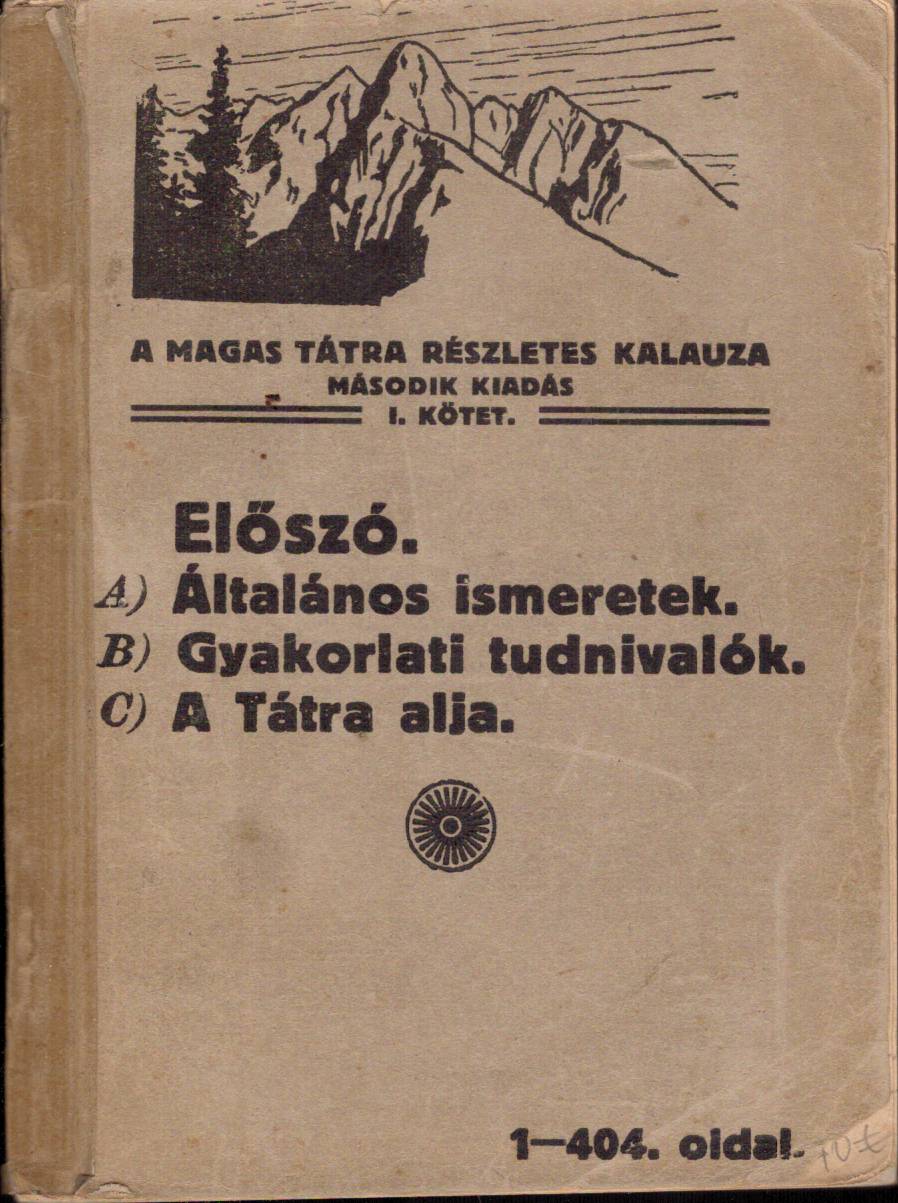 A MAGAS TÁTRA RÉSZLETES KALAUZA
MÁSODIK KIADÁS
I. KÖTET.
Előszó.
A) Általános ismeretek.
B) Gyakorlati tudnivalók.
C) A Tátra alja.
1—404. oldal.